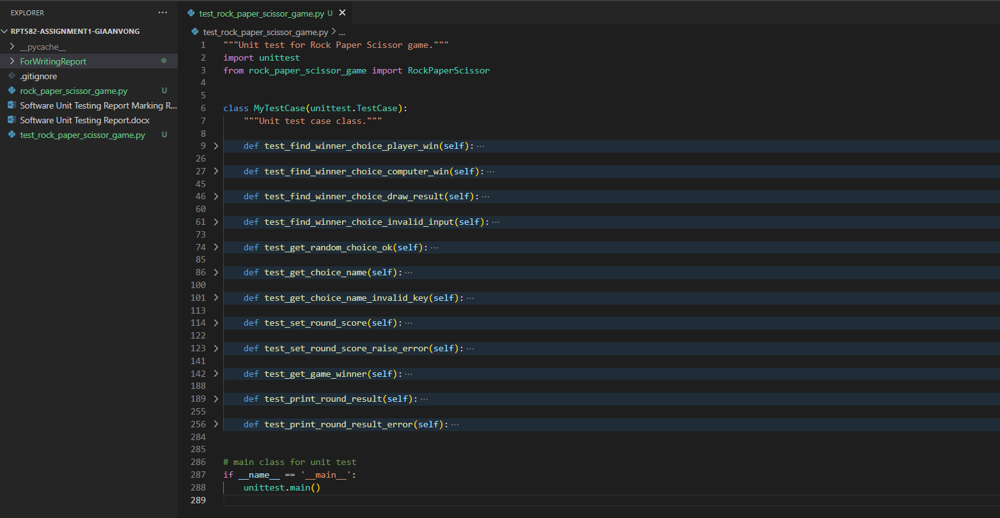 EXPLORER ...
RPT582-ASSIGNMENT1-GIAANVONG
__pycache__
ForWritingReport
.gitignore
rock_paper_scissor_game.py U
Software Unit Testing Report Marking R...
Software Unit Testing Report.docx
test_rock_paper_scissor_game.py U
test_rock_paper_scissor_game.py U
test_rock_paper_scissor_game.py > ...
1 """Unit test for Rock Paper Scissor game."""
2 import unittest
3 from rock_paper_scissor_game import RockPaperScissor
4
5
6 class MyTestCase(unittest.TestCase):
7 """Unit test case class."""
8
9 def test_find_winner_choice_player_win(self): ...
26
27 def test_find_winner_choice_computer_win(self): ...
45
46 def test_find_winner_choice_draw_result(self): ...
60
61 def test_find_winner_choice_invalid_input(self): ...
73
74 def test_get_random_choice_ok(self): ...
85
86 def test_get_choice_name(self): ...
100
101 def test_get_choice_name_invalid_key(self): ...
113
114 def test_set_round_score(self): ...
122
123 def test_set_round_score_raise_error(self): ...
141
142 def test_get_game_winner(self): ...
188
189 def test_print_round_result(self): ...
255
256 def test_print_round_result_error(self): ...
284
285
286 # main class for unit test
287 if __name__ == '__main__':
288 unittest.main()
289